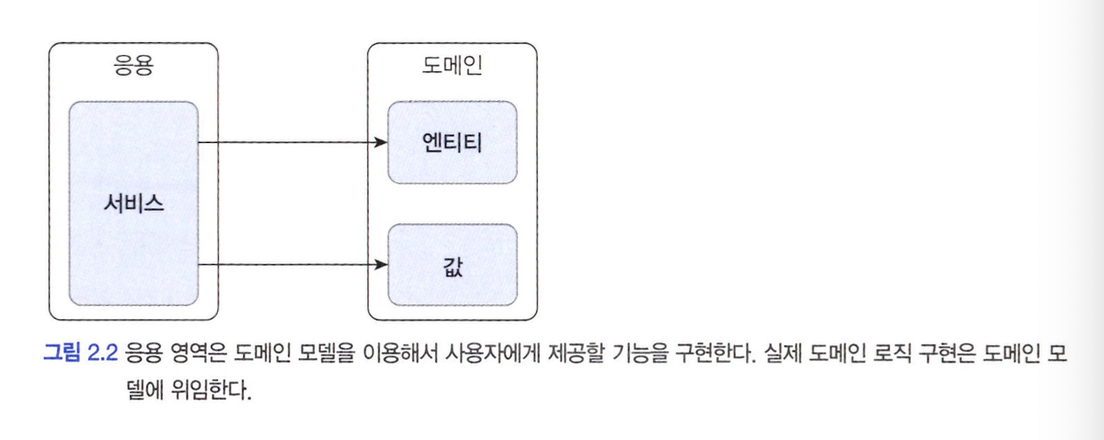 응용
도메인
엔티티
서비스
값
그림 2.2 응용 영역은 도메인 모델을 이용해서 사용자에게 제공할 기능을 구현한다. 실제 도메인 로직 구현은 도메인 모
델에 위임한다.